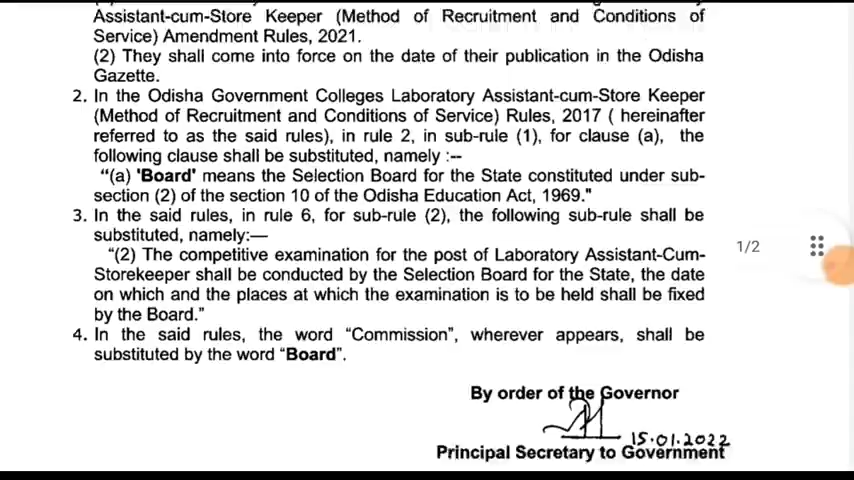 Assistant-cum-Store Keeper (Method of Recruitment and Conditions of
Service) Amendment Rules, 2021.
(2) They shall come into force on the date of their publication in the Odisha
Gazette.
2. In the Odisha Government Colleges Laboratory Assistant-cum-Store Keeper
(Method of Recruitment and Conditions of Service) Rules, 2017 ( hereinafter
referred to as the said rules), in rule 2, in sub-rule (1), for clause (a), the
following clause shall be substituted, namely :--
"(a) 'Board' means the Selection Board for the State constituted under sub-
section (2) of the section 10 of the Odisha Education Act, 1969."
3. In the said rules, in rule 6, for sub-rule (2), the following sub-rule shall be
substituted, namely:—
"(2) The competitive examination for the post of Laboratory Assistant-Cum-
Storekeeper shall be conducted by the Selection Board for the State, the date
on which and the places at which the examination is to be held shall be fixed
by the Board."
4. In the said rules, the word "Commission", wherever appears, shall be
substituted by the word "Board".
1/2
By order of the Governor
15.01.2022
Principal Secretary to Government